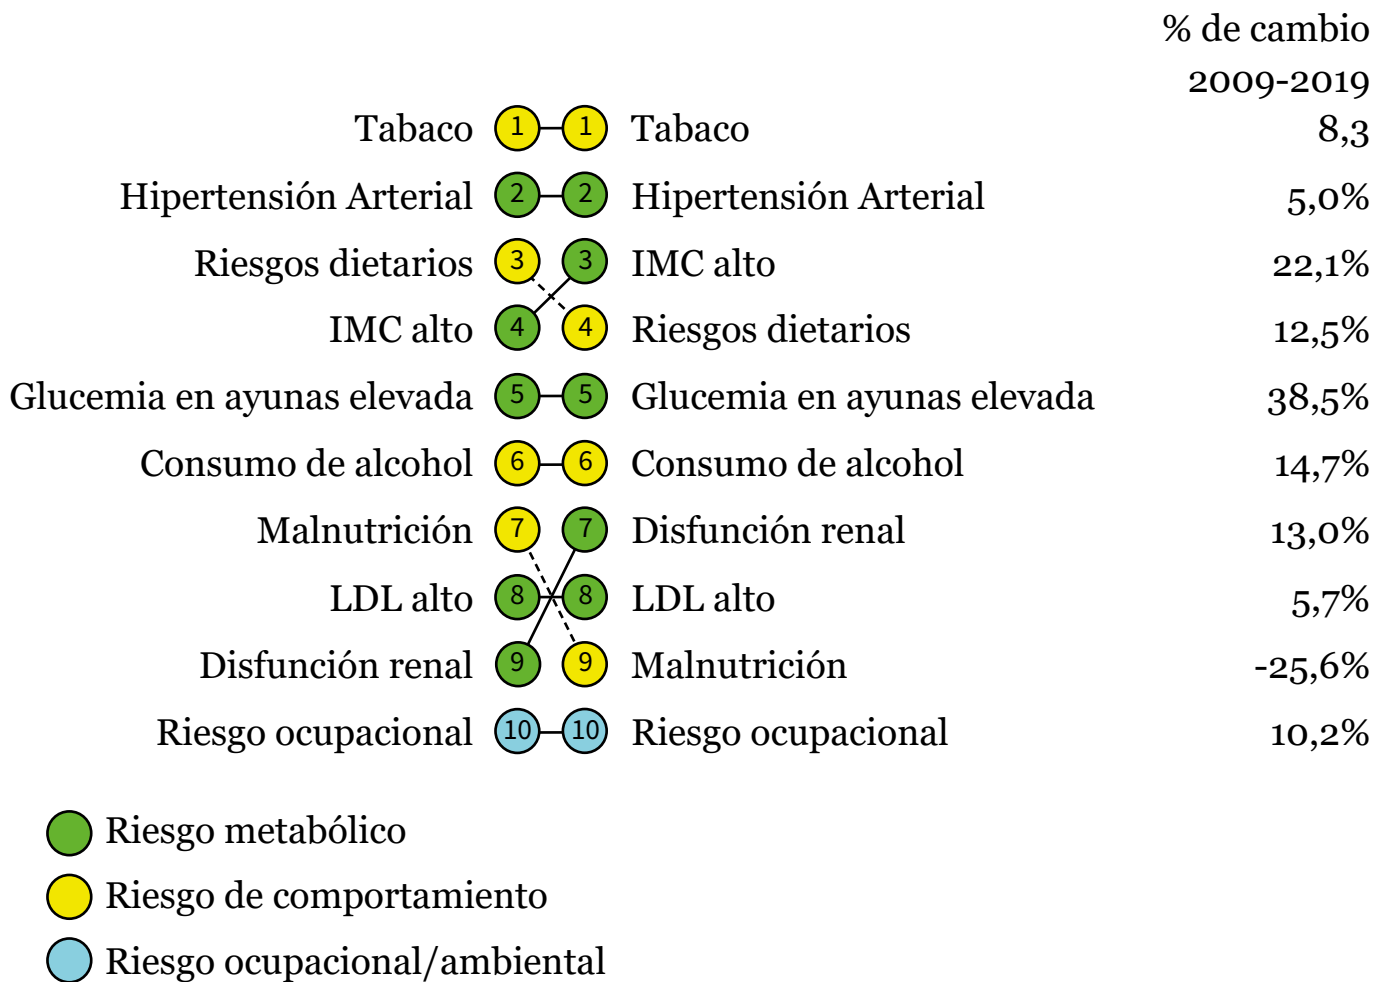 % de cambio
2009-2019
Tabaco 1 1 Tabaco 8,3
Hipertensión Arterial 2 2 Hipertensión Arterial 5,0%
Riesgos dietarios 3 3 IMC alto 22,1%
IMC alto 4 4 Riesgos dietarios 12,5%
Glucemia en ayunas elevada 5 5 Glucemia en ayunas elevada 38,5%
Consumo de alcohol 6 6 Consumo de alcohol 14,7%
Malnutrición 7 7 Disfunción renal 13,0%
LDL alto 8 8 LDL alto 5,7%
Disfunción renal 9 9 Malnutrición -25,6%
Riesgo ocupacional 10 10 Riesgo ocupacional 10,2%
Riesgo metabólico
Riesgo de comportamiento
Riesgo ocupacional/ambiental